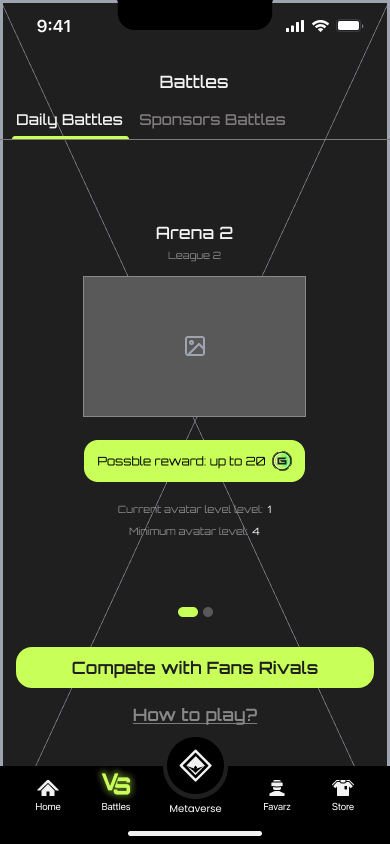 9:41
Battles
Daily Battles Sponsors Battles
Arena 2
League 2
Possble reward: up to 20 G
Current avatar level level: 1
Minimum avatar level: 4
Compete with Fans Rivals
How to play?
VS
Home Battles Metaverse Favarz Store